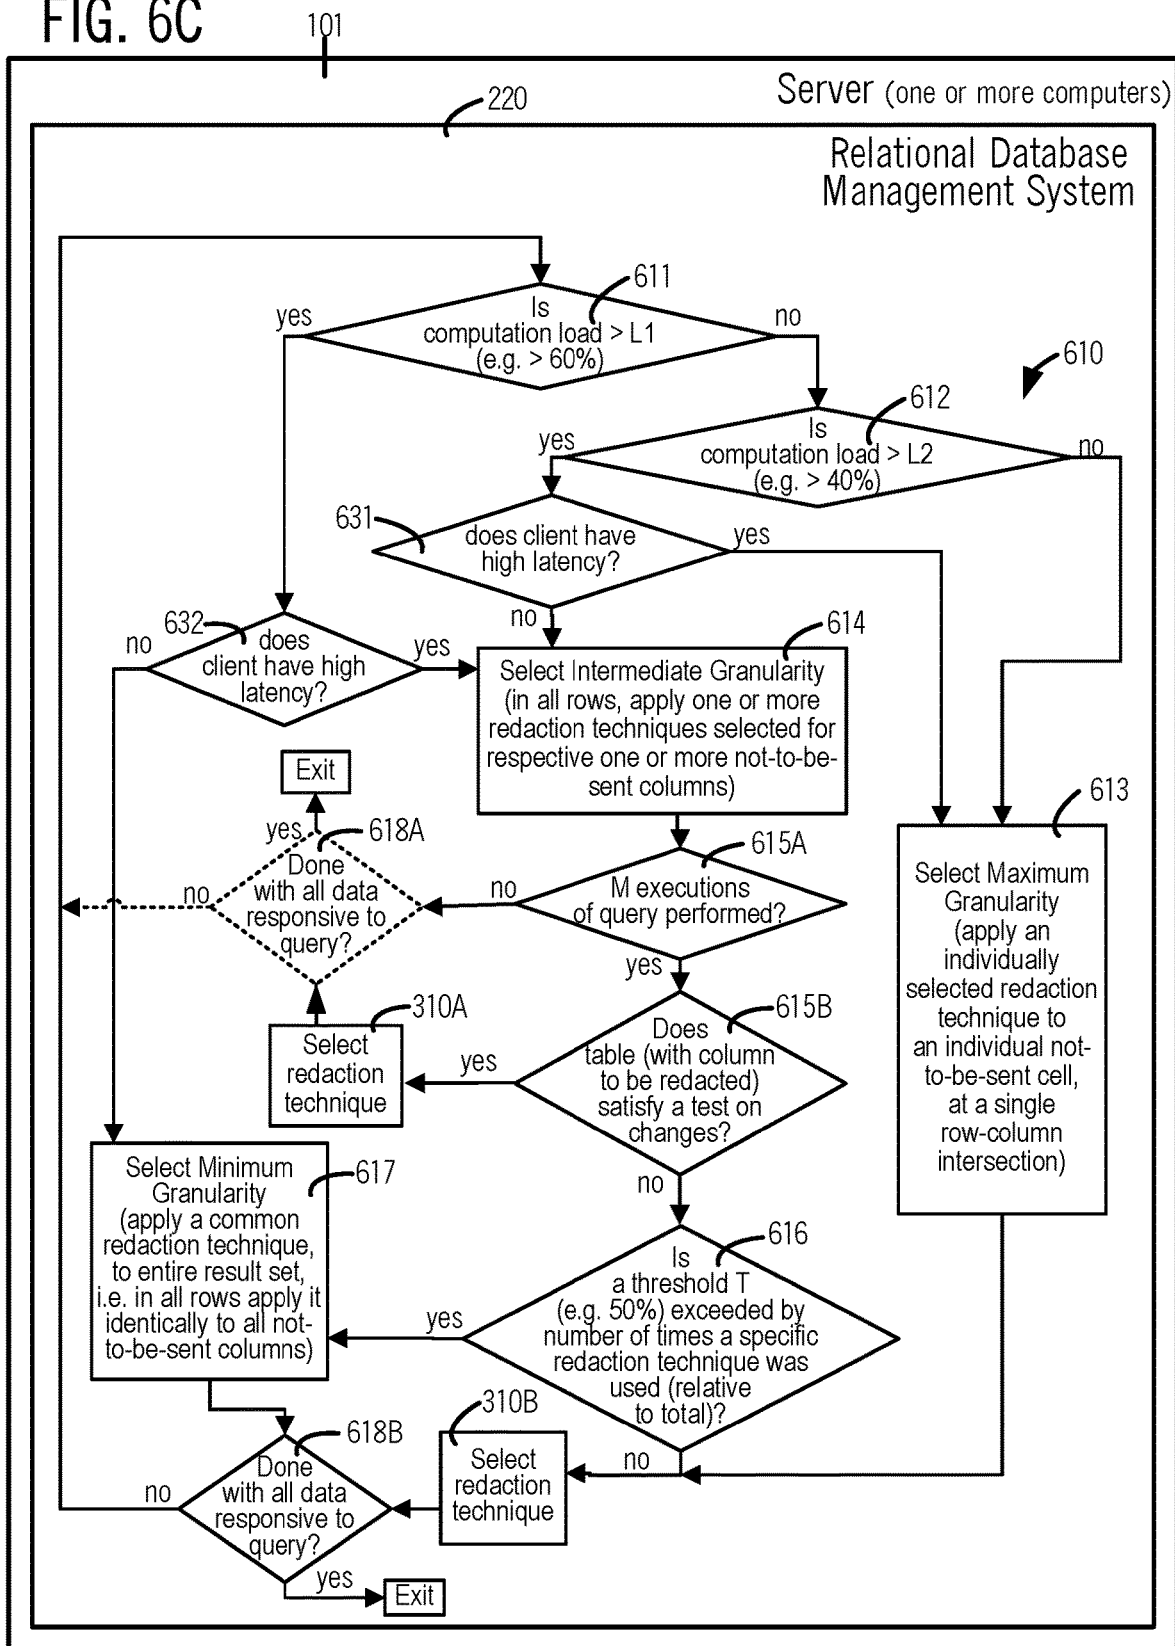 FIG. 6C
101
Server (one or more computers)
220
Relational Database
Management System
611
Is
computation load > L1
(e.g. > 60%)
yes
no
610
612
Is
computation load > L2
(e.g. > 40%)
yes
no
631
does client have
high latency?
yes
no
632
does
client have high
latency?
no
yes
614
Select Intermediate Granularity
(in all rows, apply one or more
redaction techniques selected for
respective one or more not-to-be-
sent columns)
Exit
613
Select Maximum
Granularity
(apply an
individually
selected redaction
technique to
an individual not-
to-be-sent cell,
at a single
row-column
intersection)
yes
618A
Done
with all data
responsive to
query?
no
615A
M executions
of query performed?
no
yes
310A
Select
redaction
technique
615B
Does
table (with column
to be redacted)
satisfy a test on
changes?
yes
no
617
Select Minimum
Granularity
(apply a common
redaction technique,
to entire result set,
i.e. in all rows apply it
identically to all not-
to-be-sent columns)
616
Is
a threshold T
(e.g. 50%) exceeded by
number of times a specific
redaction technique was
used (relative
to total)?
yes
no
310B
Select
redaction
technique
618B
Done
with all data
responsive to
query?
no
yes
Exit